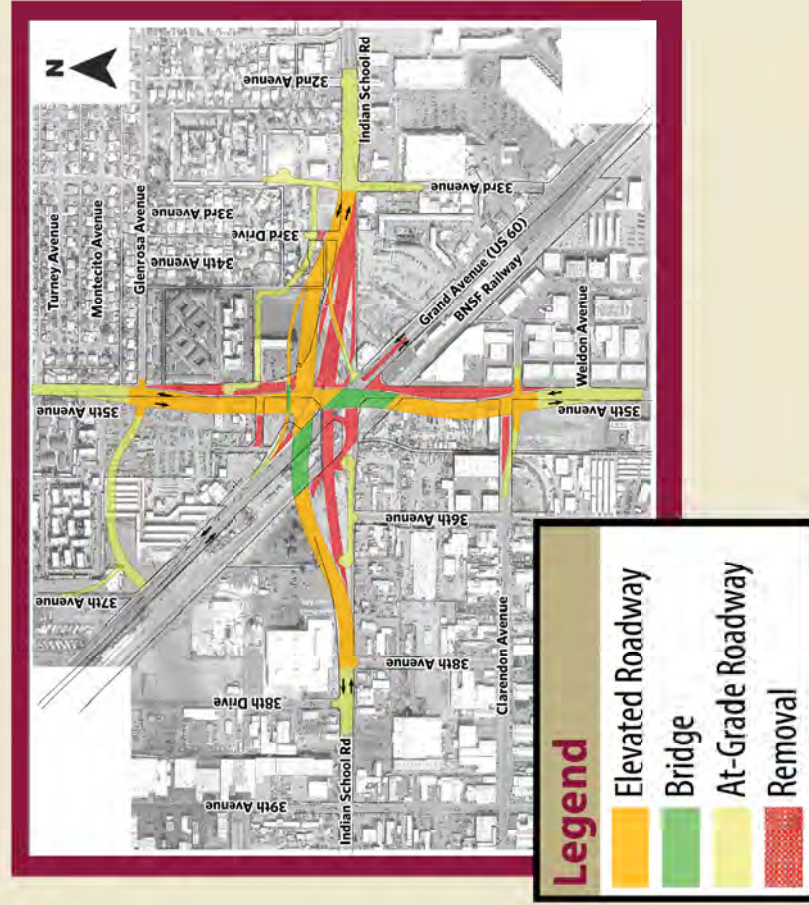 N
32nd Avenue
Indian School Rd
Turney Avenue
Montecito Avenue
Glenrosa Avenue
33rd Avenue
33rd Drive
34th Avenue
33rd Avenue
Grand Avenue (US 60)
BNSF Railway
35th Avenue
Weldon Avenue
35th Avenue
37th Avenue
36th Avenue
38th Avenue
38th Drive
Clarendon Avenue
39th Avenue
Indian School Rd
Legend
Elevated Roadway
Bridge
At-Grade Roadway
Removal